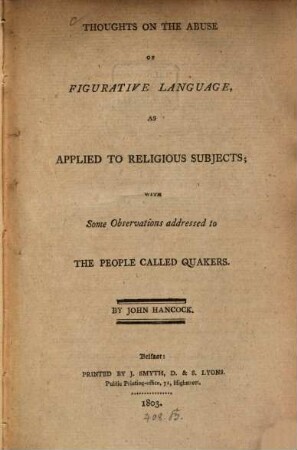 THOUGHTS ON THE ABUSE
OF
FIGURATIVE LANGUAGE,
AS
APPLIED TO RELIGIOUS SUBJECTS;
WITH
Some Observations addressed to
THE PEOPLE CALLED QUAKERS.
BY JOHN HANCOCK.
Belfast:
PRINTED BY J. SMYTH, D. & S. LYONS.
Public Printing-office, 71, Highstreet.
1803.